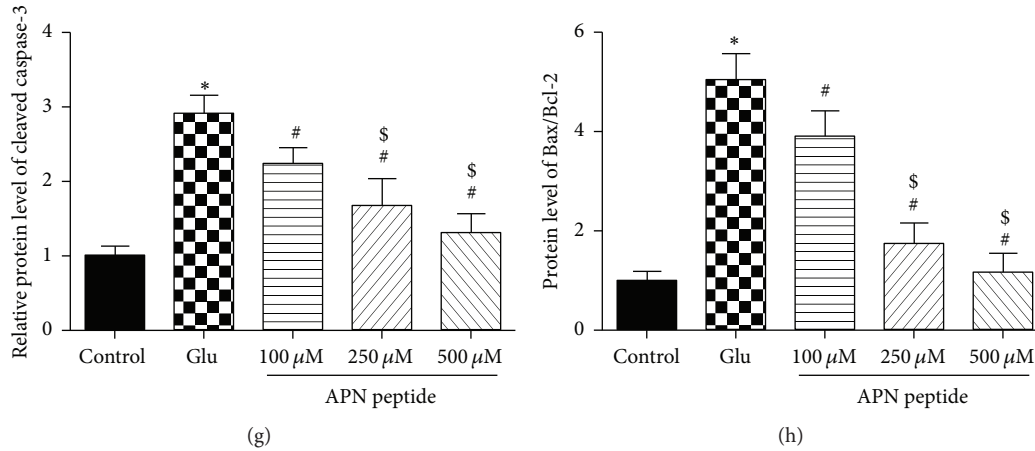 Relative protein level of cleaved caspase-3
4
3
2
1
0
*
#
$
#
$
#
Control Glu 100 μM 250 μM 500 μM
APN peptide
(g)
Protein level of Bax/Bcl-2
6
4
2
0
*
#
$
#
$
#
Control Glu 100 μM 250 μM 500 μM
APN peptide
(h)